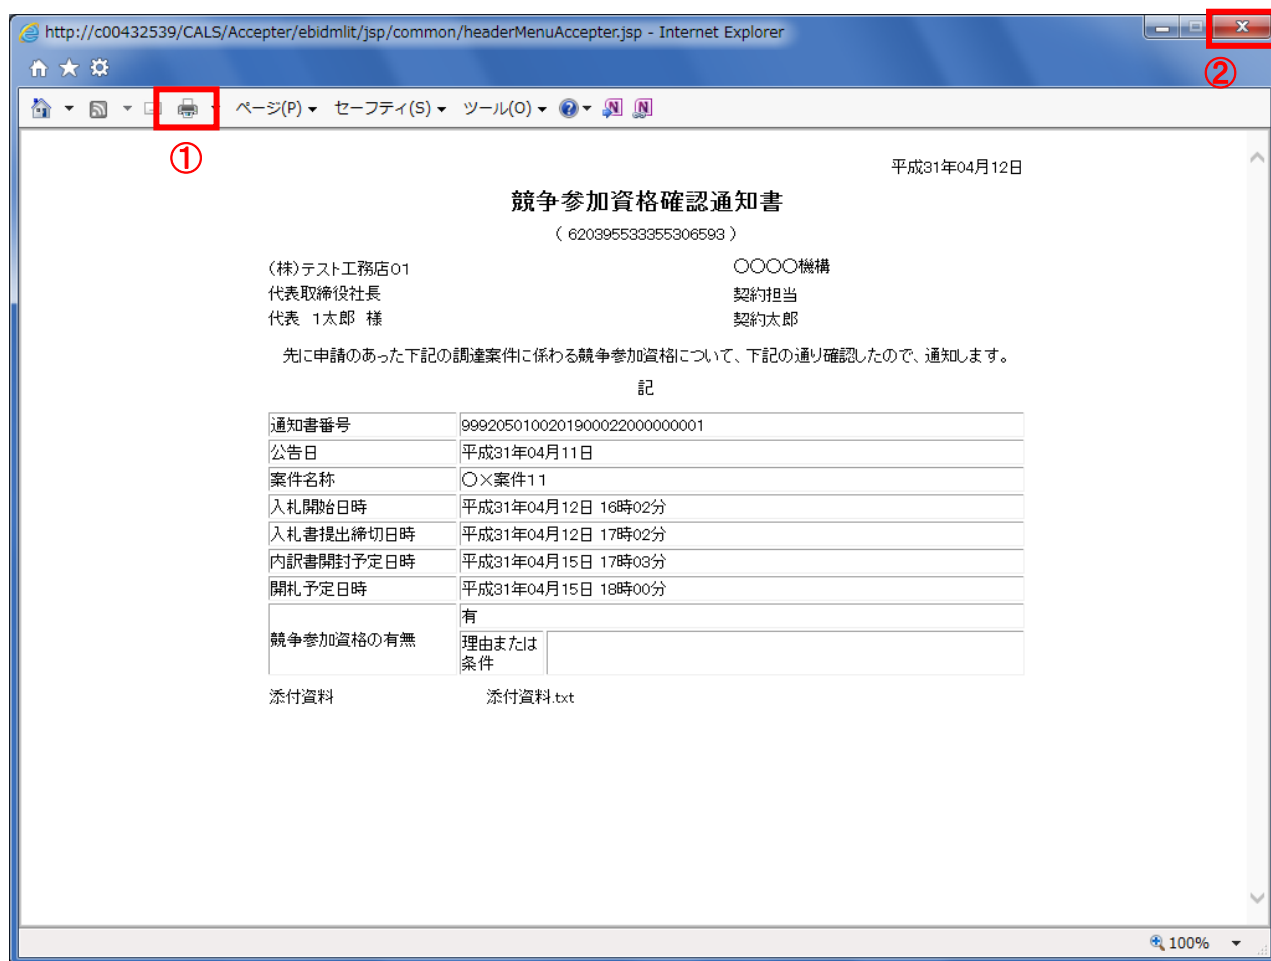 http://c00432539/CALS/Accepter/ebidmlit/jsp/common/headerMenuAccepter.jsp - Internet Explorer
②
ページ(P) セーフティ(S) ツール(O)
①
平成31年04月12日
競争参加資格確認通知書
( 620395533355306593 )
(株)テスト工務店01 〇〇〇〇機構
代表取締役社長 契約担当
代表 1太郎 様 契約太郎
先に申請のあった下記の調達案件に係わる競争参加資格について、下記の通り確認したので、通知します。
記
通知書番号 9992050100201900022000000001
公告日 平成31年04月11日
案件名称 〇×案件11
入札開始日時 平成31年04月12日 16時02分
入札書提出締切日時 平成31年04月12日 17時02分
内訳書開封予定日時 平成31年04月15日 17時03分
開札予定日時 平成31年04月15日 18時00分
競争参加資格の有無 有
理由または
条件
添付資料 添付資料.txt
100%